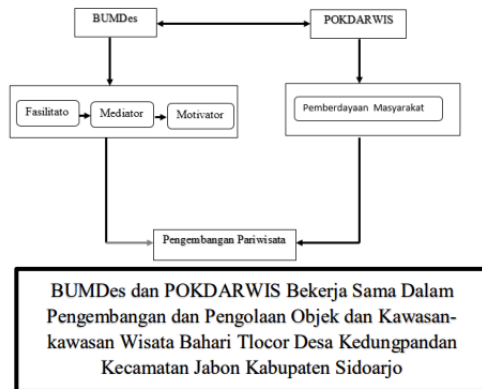 BUMDes
POKDARWIS
Fasilitato
Mediator
Motivator
Pemberdayaan Masyarakat
Pengembangan Pariwisata
BUMDes dan POKDARWIS Bekerja Sama Dalam
Pengembangan dan Pengolaan Objek dan Kawasan-
kawasan Wisata Bahari Tlocor Desa Kedungpandan
Kecamatan Jabon Kabupaten Sidoarjo